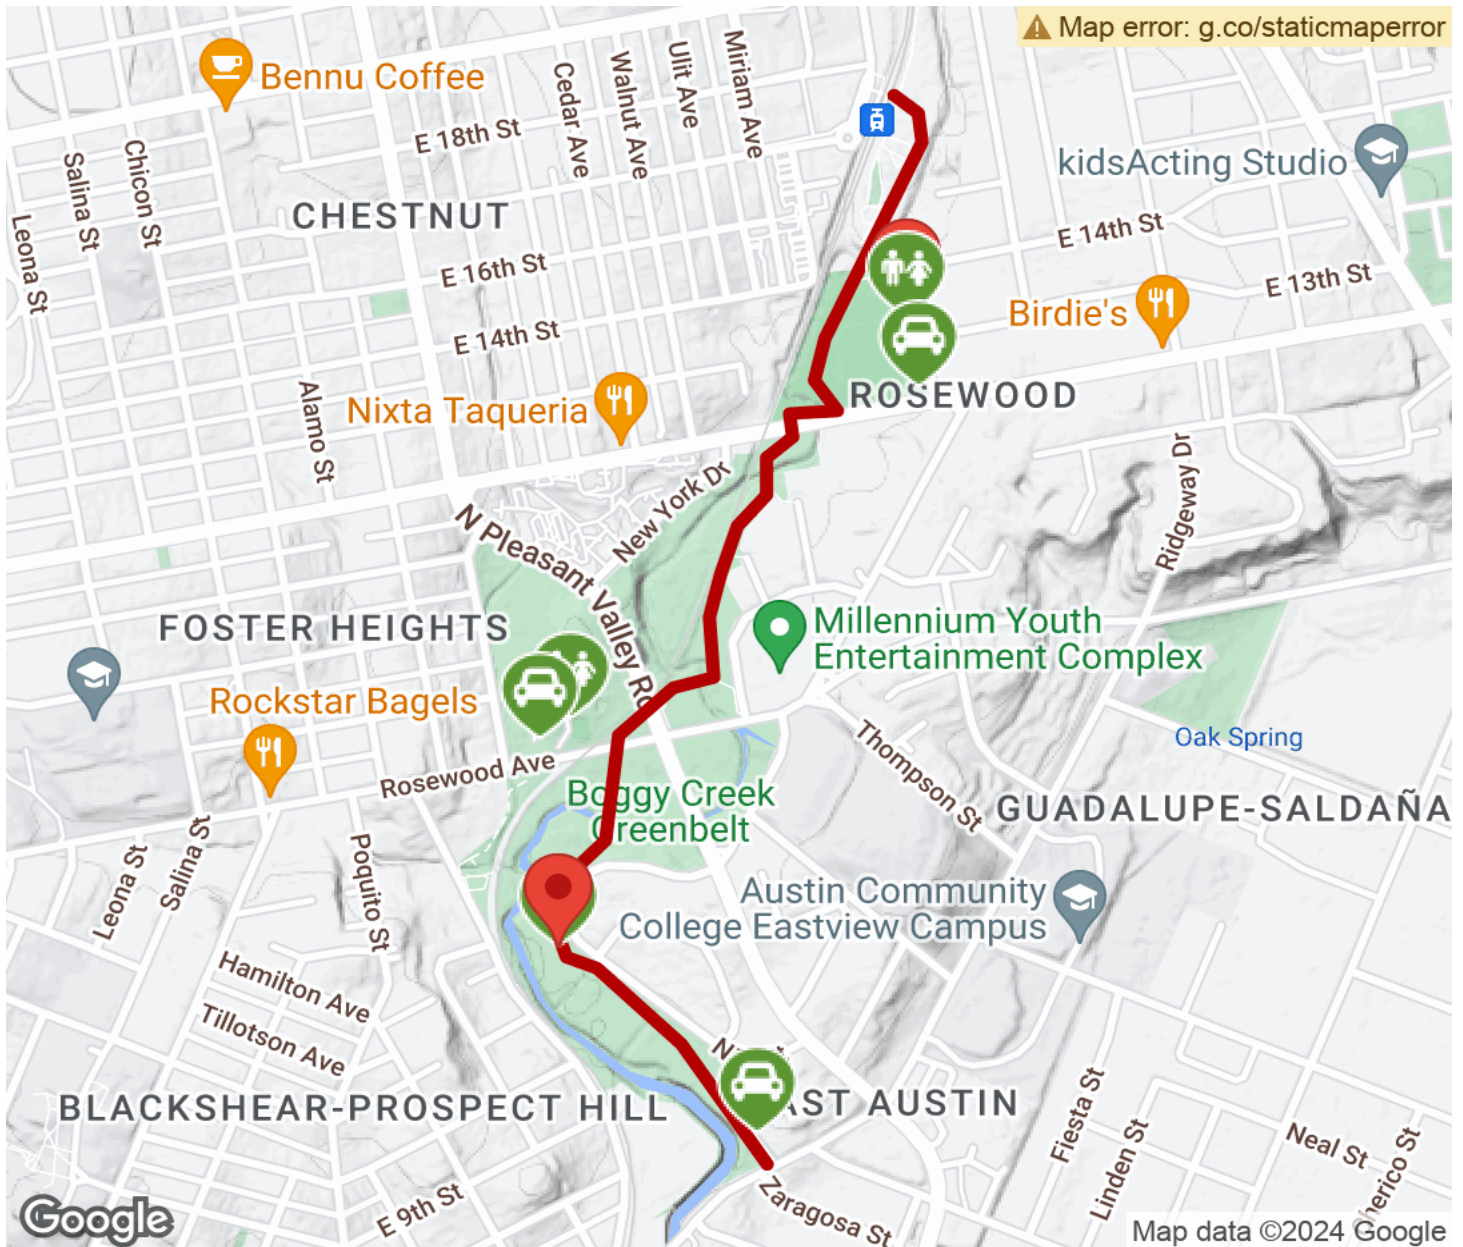 Map error: g.co/staticmaperror
Bennu Coffee
Miriam Ave
Ulit Ave
Walnut Ave
Cedar Ave
E 18th St
Chicon St
Salina St
Leona St
kidsActing Studio
CHESTNUT
E 14th St
E 16th St
E 13th St
Birdie's
E 14th St
Nixta Taqueria
ROSEWOOD
Alamo St
New York Dr
Ridgeway Dr
N Pleasant Valley Rd
FOSTER HEIGHTS
Millennium Youth
Entertainment Complex
Rockstar Bagels
Oak Spring
Rosewood Ave
Thompson St
Boggy Creek
Greenbelt
GUADALUPE-SALDAÑA
Salina St
Leona St
Poquito St
Austin Community
College Eastview Campus
Hamilton Ave
Tillotson Ave
BLACKSHEAR-PROSPECT HILL
AST AUSTIN
Fiesta St
Linden St
Neal St
herico St
E 9th St
Zaragosa St
Google
Map data ©2024 Google